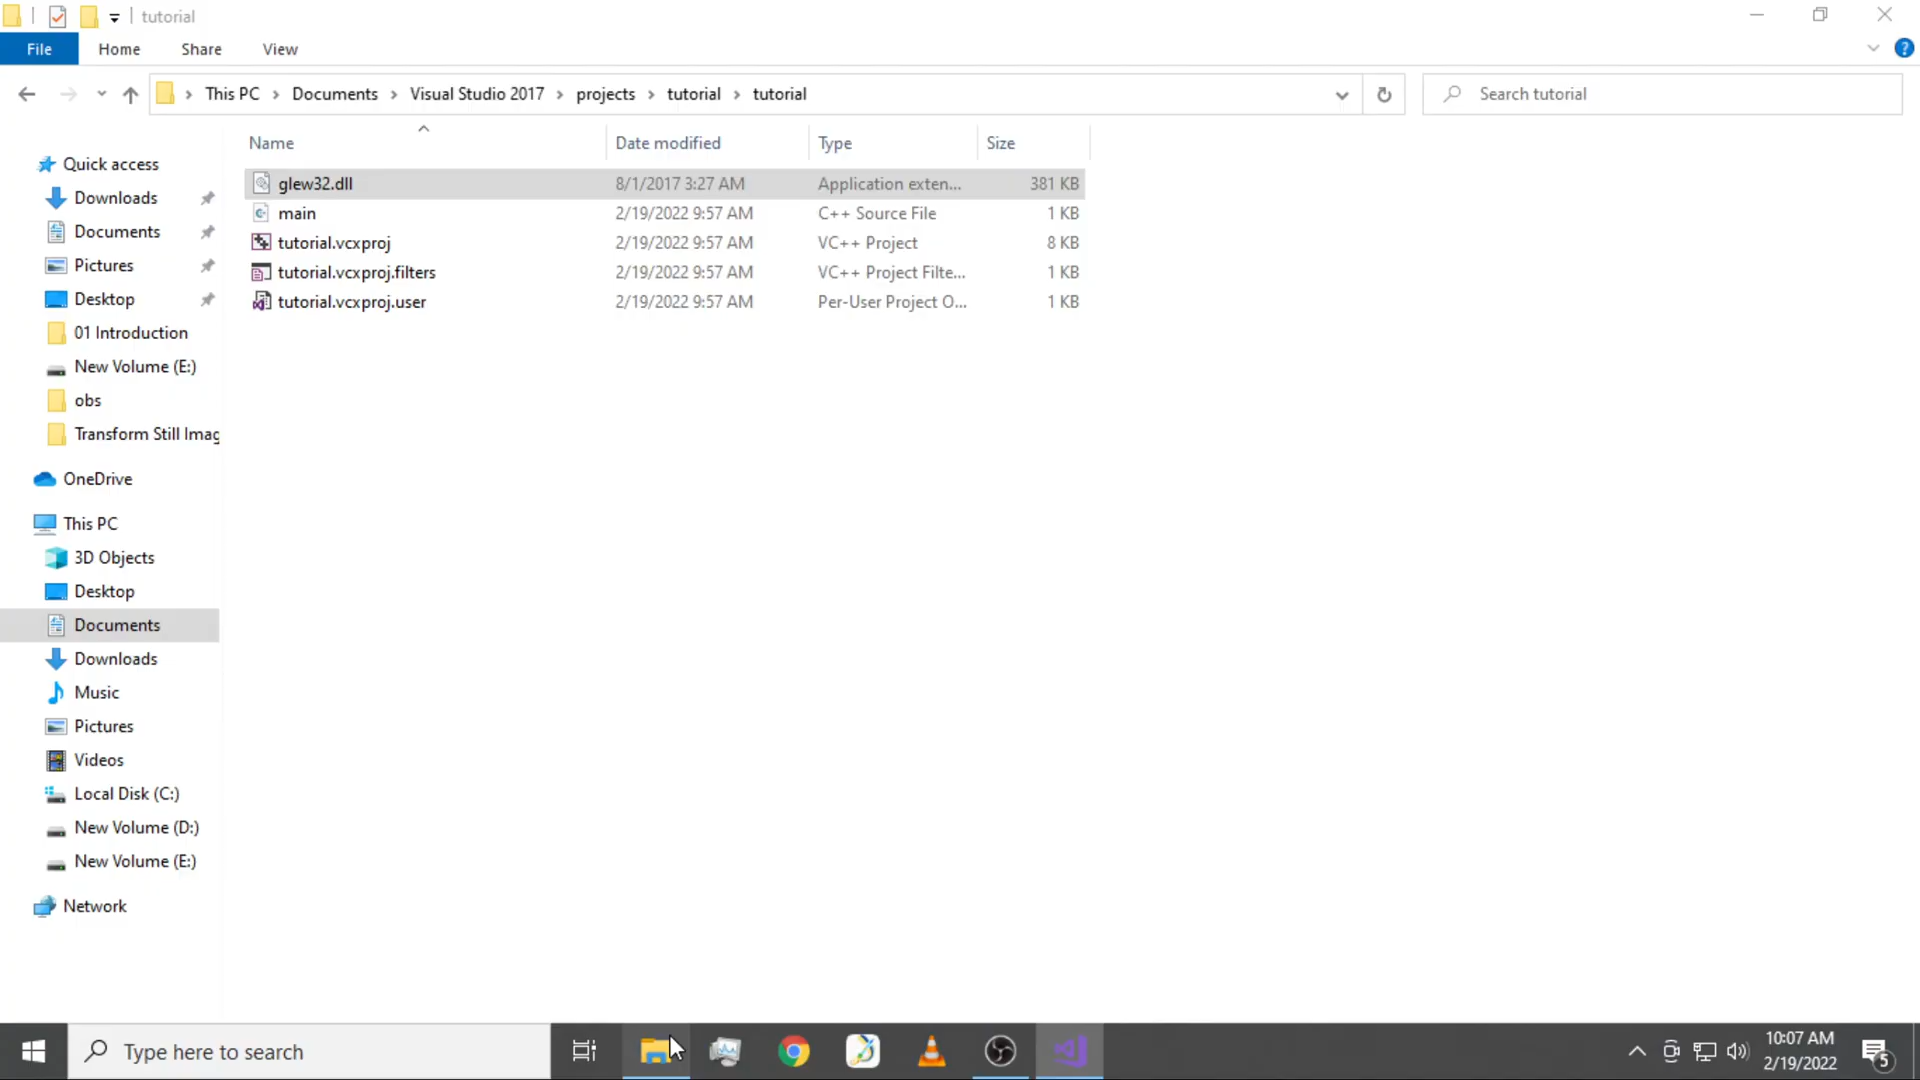 tutorial
File Home Share View
This PC Documents Visual Studio 2017 projects tutorial tutorial Search tutorial
Name Date modified Type Size
glew32.dll 8/1/2017 3:27 AM Application exten... 381 KB
main 2/19/2022 9:57 AM C++ Source File 1 KB
tutorial.vcxproj 2/19/2022 9:57 AM VC++ Project 8 KB
tutorial.vcxproj.filters 2/19/2022 9:57 AM VC++ Project Filte... 1 KB
tutorial.vcxproj.user 2/19/2022 9:57 AM Per-User Project O... 1 KB
Quick access
Downloads
Documents
Pictures
Desktop
01 Introduction
New Volume (E:)
obs
Transform Still Imag
OneDrive
This PC
3D Objects
Desktop
Documents
Downloads
Music
Pictures
Videos
Local Disk (C:)
New Volume (D:)
New Volume (E:)
Network
Type here to search
10:07 AM
2/19/2022
5